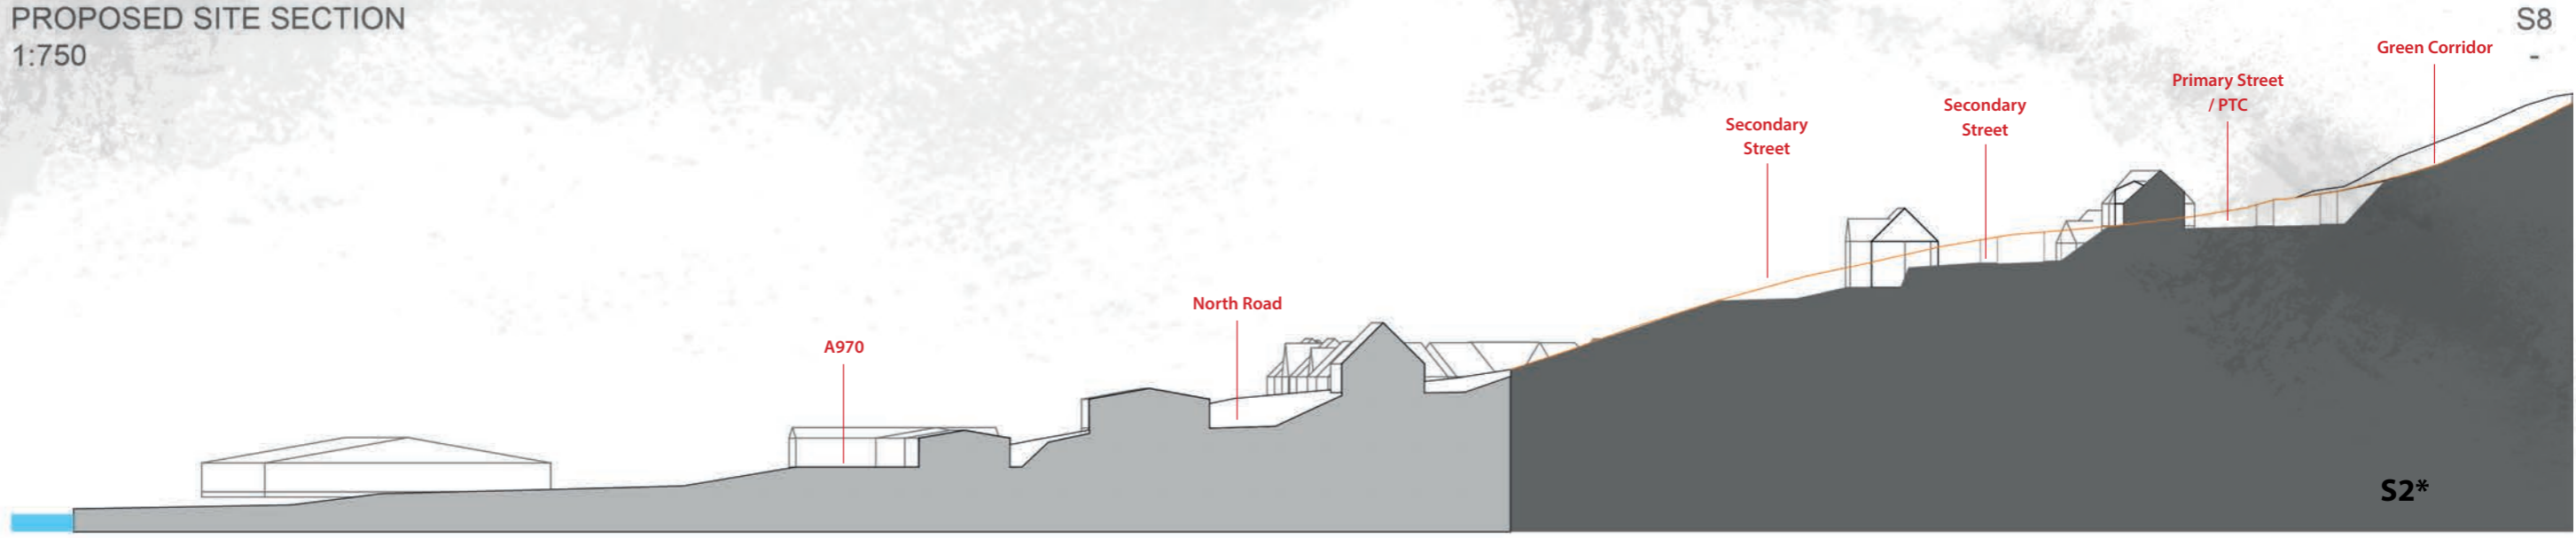 PROPOSED SITE SECTION
1:750
S8
-
Green Corridor
Primary Street
/ PTC
Secondary
Street
Secondary
Street
North Road
A970
S2*